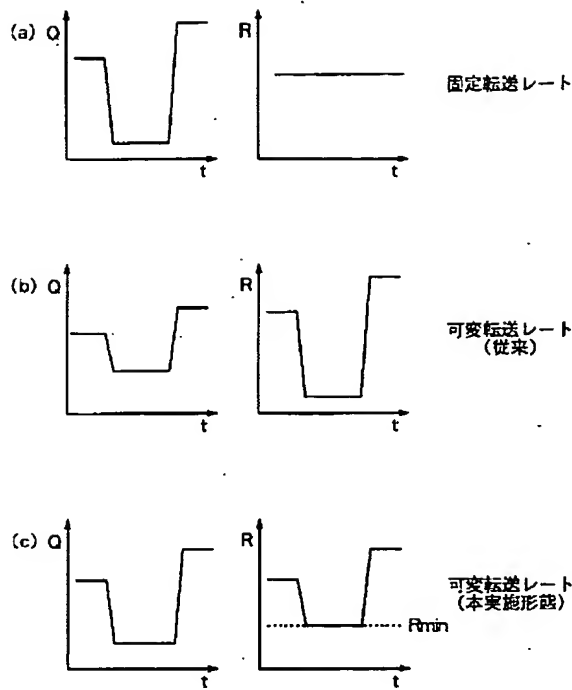 (a) Q
R
固定転送レート
t
t
(b) Q
R
可変転送レート
(従来)
t
t
(c) Q
R
可変転送レート
(本実施形態)
Rmin
t
t